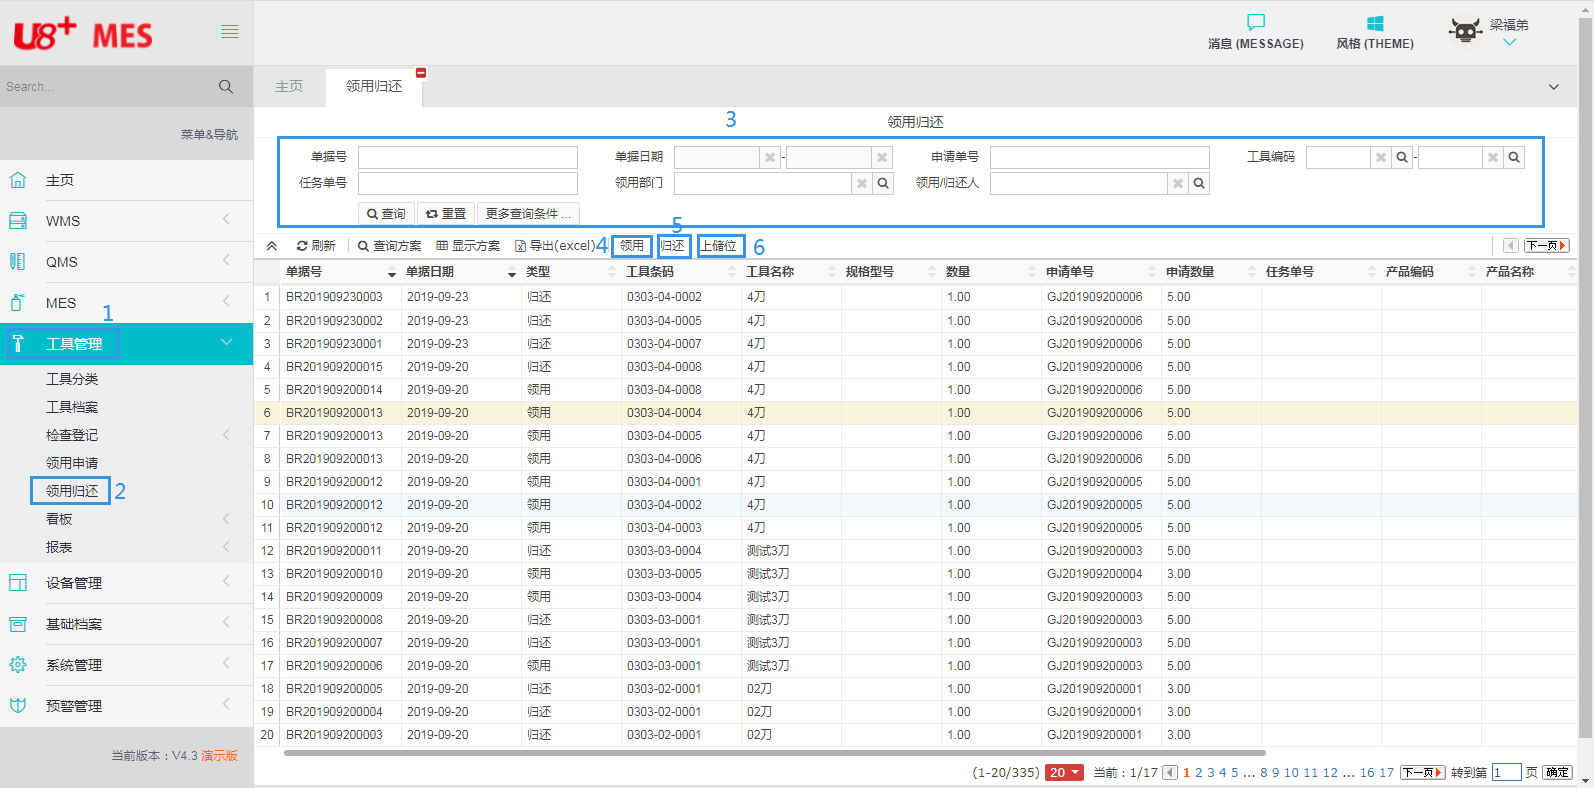 U8+ MES
消息 (MESSAGE)
风格 (THEME)
梁福弟
Search...
菜单&导航
主页
领用归还
领用归还
3
单据号
单据日期
-
申请单号
工具编码
-
任务单号
领用部门
领用/归还人
查询
重置
更多查询条件 ...
刷新
查询方案
显示方案
导出(excel)
4
领用
5
归还
上储位
6
下一页
主页
WMS
QMS
MES
1
工具管理
工具分类
工具档案
检查登记
领用申请
领用归还
2
看板
报表
设备管理
基础档案
系统管理
预警管理
当前版本：V4.3 演示版
单据号 单据日期 类型 工具条码 工具名称 规格型号 数量 申请单号 申请数量 任务单号 产品编码 产品名称
1 BR201909230003 2019-09-23 归还 0303-04-0002 4刀 1.00 GJ201909200006 5.00
2 BR201909230002 2019-09-23 归还 0303-04-0005 4刀 1.00 GJ201909200006 5.00
3 BR201909230001 2019-09-23 归还 0303-04-0007 4刀 1.00 GJ201909200006 5.00
4 BR201909200015 2019-09-20 归还 0303-04-0008 4刀 1.00 GJ201909200006 5.00
5 BR201909200014 2019-09-20 领用 0303-04-0008 4刀 1.00 GJ201909200006 5.00
6 BR201909200013 2019-09-20 领用 0303-04-0004 4刀 1.00 GJ201909200006 5.00
7 BR201909200013 2019-09-20 领用 0303-04-0005 4刀 1.00 GJ201909200006 5.00
8 BR201909200013 2019-09-20 领用 0303-04-0006 4刀 1.00 GJ201909200006 5.00
9 BR201909200012 2019-09-20 领用 0303-04-0001 4刀 1.00 GJ201909200005 5.00
10 BR201909200012 2019-09-20 领用 0303-04-0002 4刀 1.00 GJ201909200005 5.00
11 BR201909200012 2019-09-20 领用 0303-04-0003 4刀 1.00 GJ201909200005 5.00
12 BR201909200011 2019-09-20 归还 0303-03-0004 测试3刀 1.00 GJ201909200003 5.00
13 BR201909200010 2019-09-20 领用 0303-03-0005 测试3刀 1.00 GJ201909200004 3.00
14 BR201909200009 2019-09-20 领用 0303-03-0004 测试3刀 1.00 GJ201909200003 5.00
15 BR201909200008 2019-09-20 归还 0303-03-0001 测试3刀 1.00 GJ201909200003 5.00
16 BR201909200007 2019-09-20 归还 0303-03-0001 测试3刀 1.00 GJ201909200003 5.00
17 BR201909200006 2019-09-20 领用 0303-03-0001 测试3刀 1.00 GJ201909200003 5.00
18 BR201909200005 2019-09-20 归还 0303-02-0001 02刀 1.00 GJ201909200001 3.00
19 BR201909200004 2019-09-20 归还 0303-02-0001 02刀 1.00 GJ201909200001 3.00
20 BR201909200003 2019-09-20 归还 0303-02-0001 02刀 1.00 GJ201909200001 3.00
(1-20/335) 20 当前：1/17 1 2 3 4 5 ... 8 9 10 11 12 ... 16 17 下一页 转到第 1 页 确定